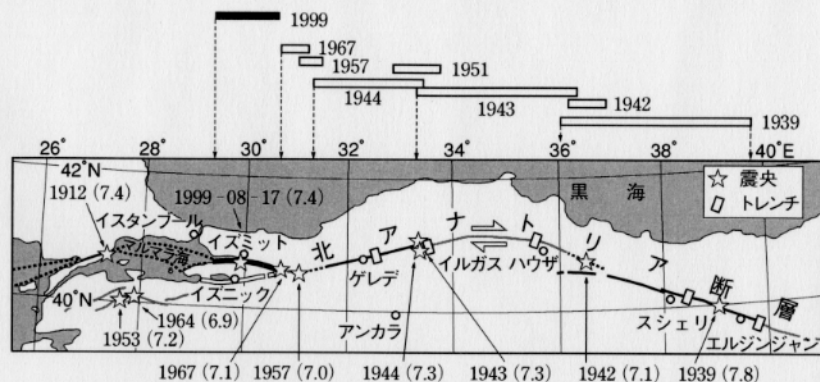 1999
1967
1957
1951
1944
1943
1942
1939
26° 28° 30° 32° 34° 36° 38° 40°E
42°N
黒 海
☆ 震央
トレンチ
1912 (7.4)
1999-08-17 (7.4)
イスタンブール
マルマラ海
イズミット
北アナトリア断層
ゲレデ
イルガス
ハウザ
イズニック
40°N
アンカラ
スシェリ
エルジンジャン
1964 (6.9)
1953 (7.2)
1967 (7.1)
1957 (7.0)
1944 (7.3)
1943 (7.3)
1942 (7.1)
1939 (7.8)